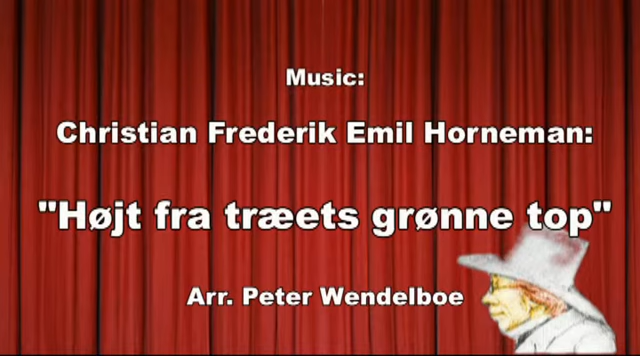 Music:
Christian Frederik Emil Horneman:
"Højt fra træets grønne top"
Arr. Peter Wendelboe